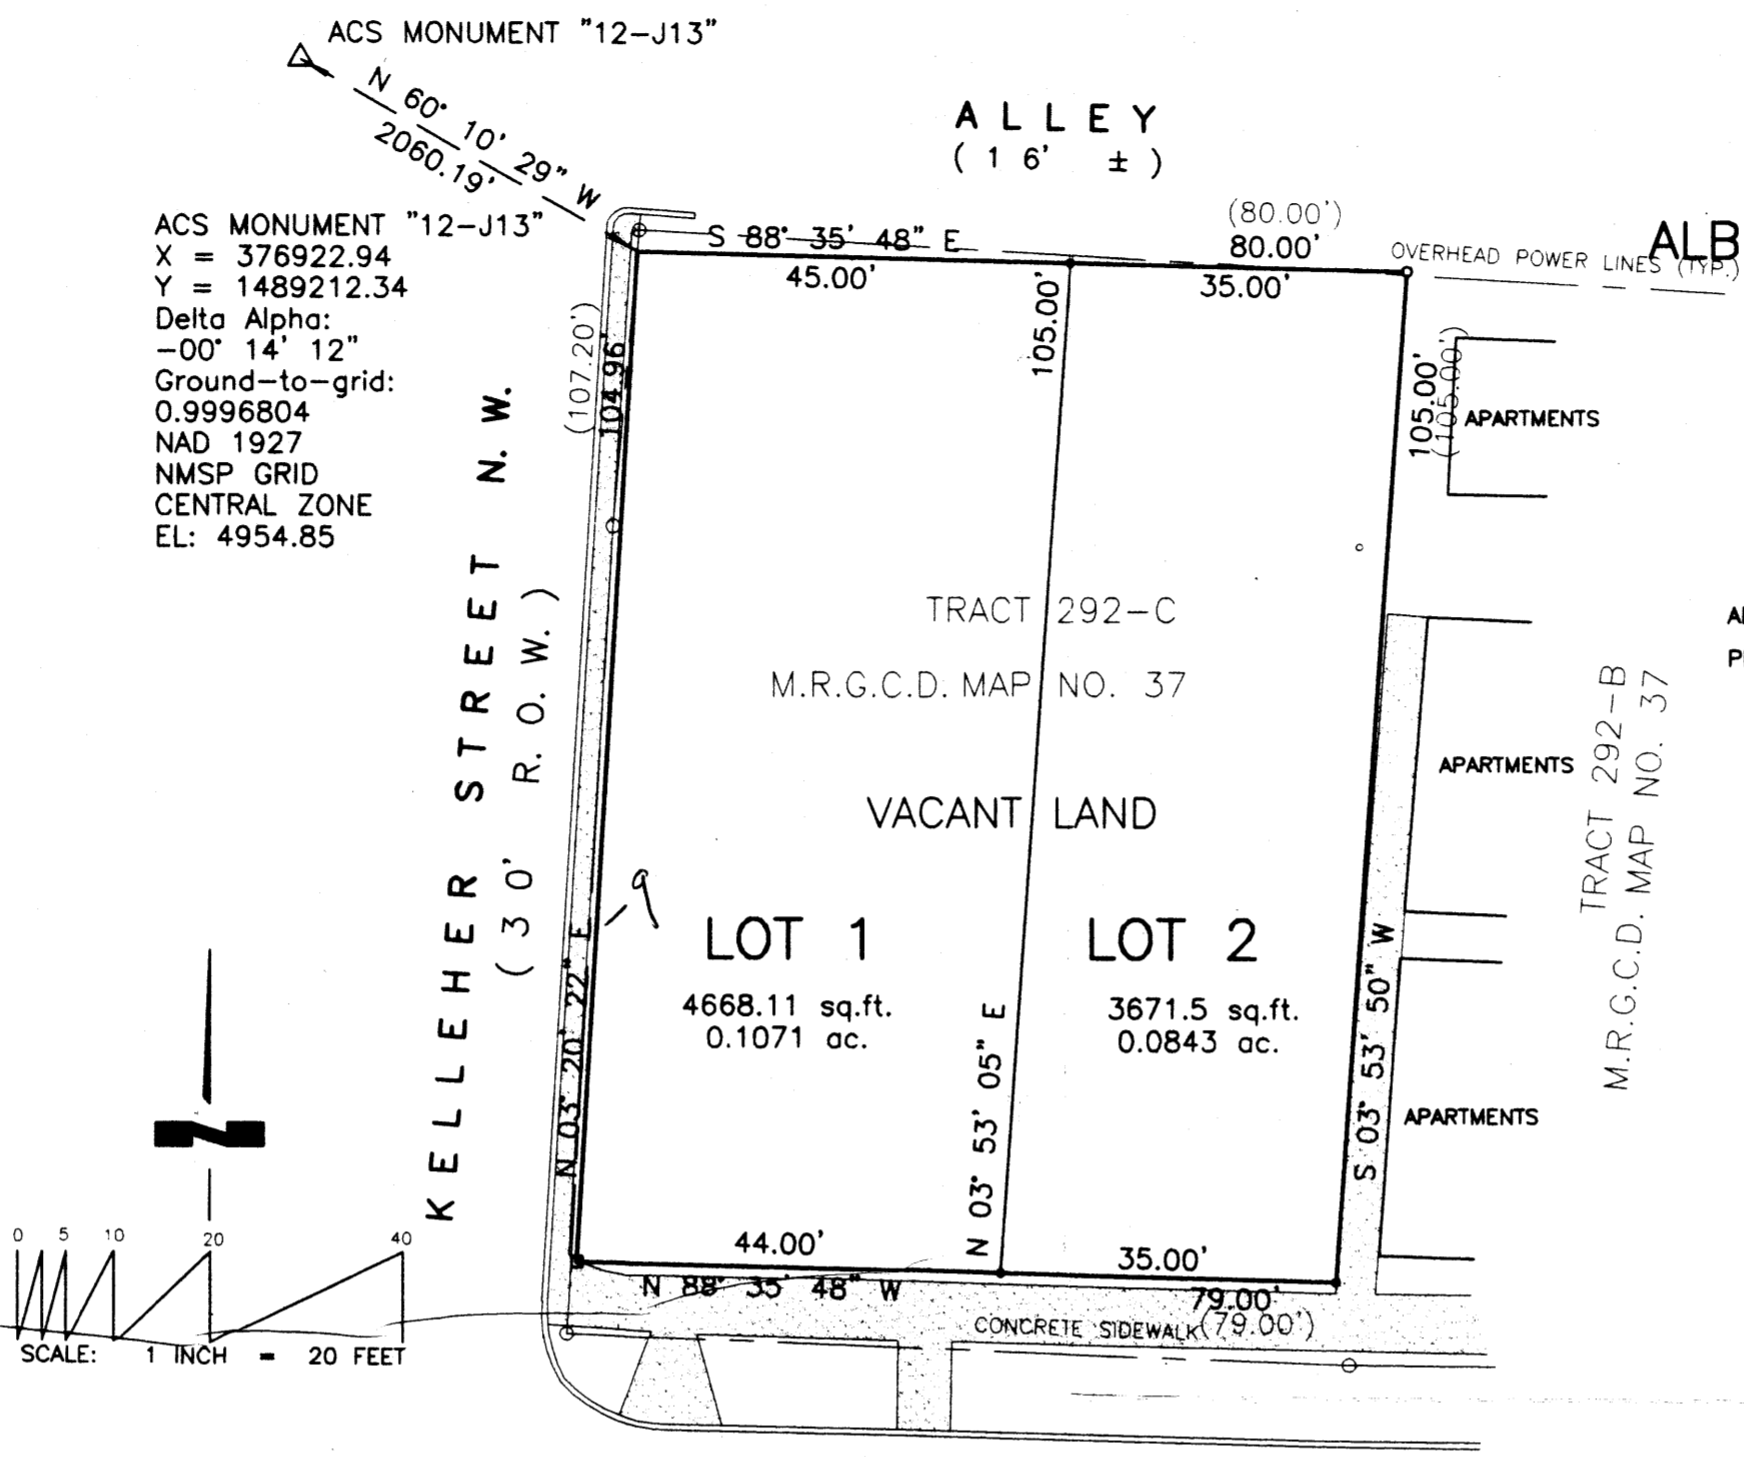 ACS MONUMENT "12-J13"
N 60° 10' 29" W
2060.19'
ALLEY
(16' ±)
ACS MONUMENT "12-J13"
X = 376922.94
Y = 1489212.34
Delta Alpha:
-00° 14' 12"
Ground-to-grid:
0.9996804
NAD 1927
NMSP GRID
CENTRAL ZONE
EL: 4954.85
S 88° 35' 48" E
(80.00')
80.00'
45.00'
35.00'
OVERHEAD POWER LINES (TYP.)
ALB
KELLEHER STREET N.W.
(30' R.O.W.)
(107.20')
104.96'
N 03° 20' 22" E
105.00'
N 03° 53' 05" E
105.00'
(105.00')
S 03° 53' 50" W
TRACT 292-C
M.R.G.C.D. MAP NO. 37
VACANT LAND
9
LOT 1
4668.11 sq.ft.
0.1071 ac.
LOT 2
3671.5 sq.ft.
0.0843 ac.
APARTMENTS
APARTMENTS
APARTMENTS
TRACT 292-B
M.R.G.C.D. MAP NO. 37
44.00'
35.00'
N 88° 35' 48" W
79.00'
(79.00')
CONCRETE SIDEWALK
N
0 5 10 20 40
SCALE: 1 INCH = 20 FEET